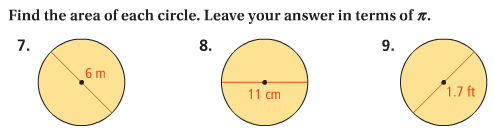 Find the area of each circle. Leave your answer in terms of π.
7. 8. 9.
6 m
11 cm
1.7 ft